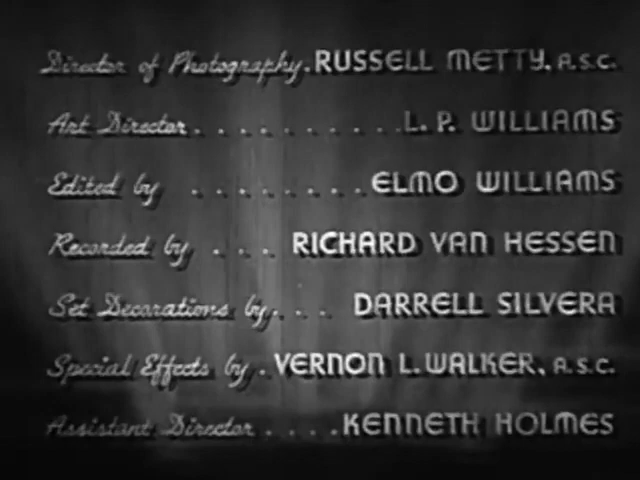 Director of Photography. RUSSELL METTY, A.S.C.
Art Director. . . . . . . . . . L. P. WILLIAMS
Edited by . . . . . . . . ELMO WILLIAMS
Recorded by . . . . RICHARD VAN HESSEN
Set Decorations by. . . . DARRELL SILVERA
Special Effects by . VERNON L. WALKER, A.S.C.
Assistant Director . . . . KENNETH HOLMES